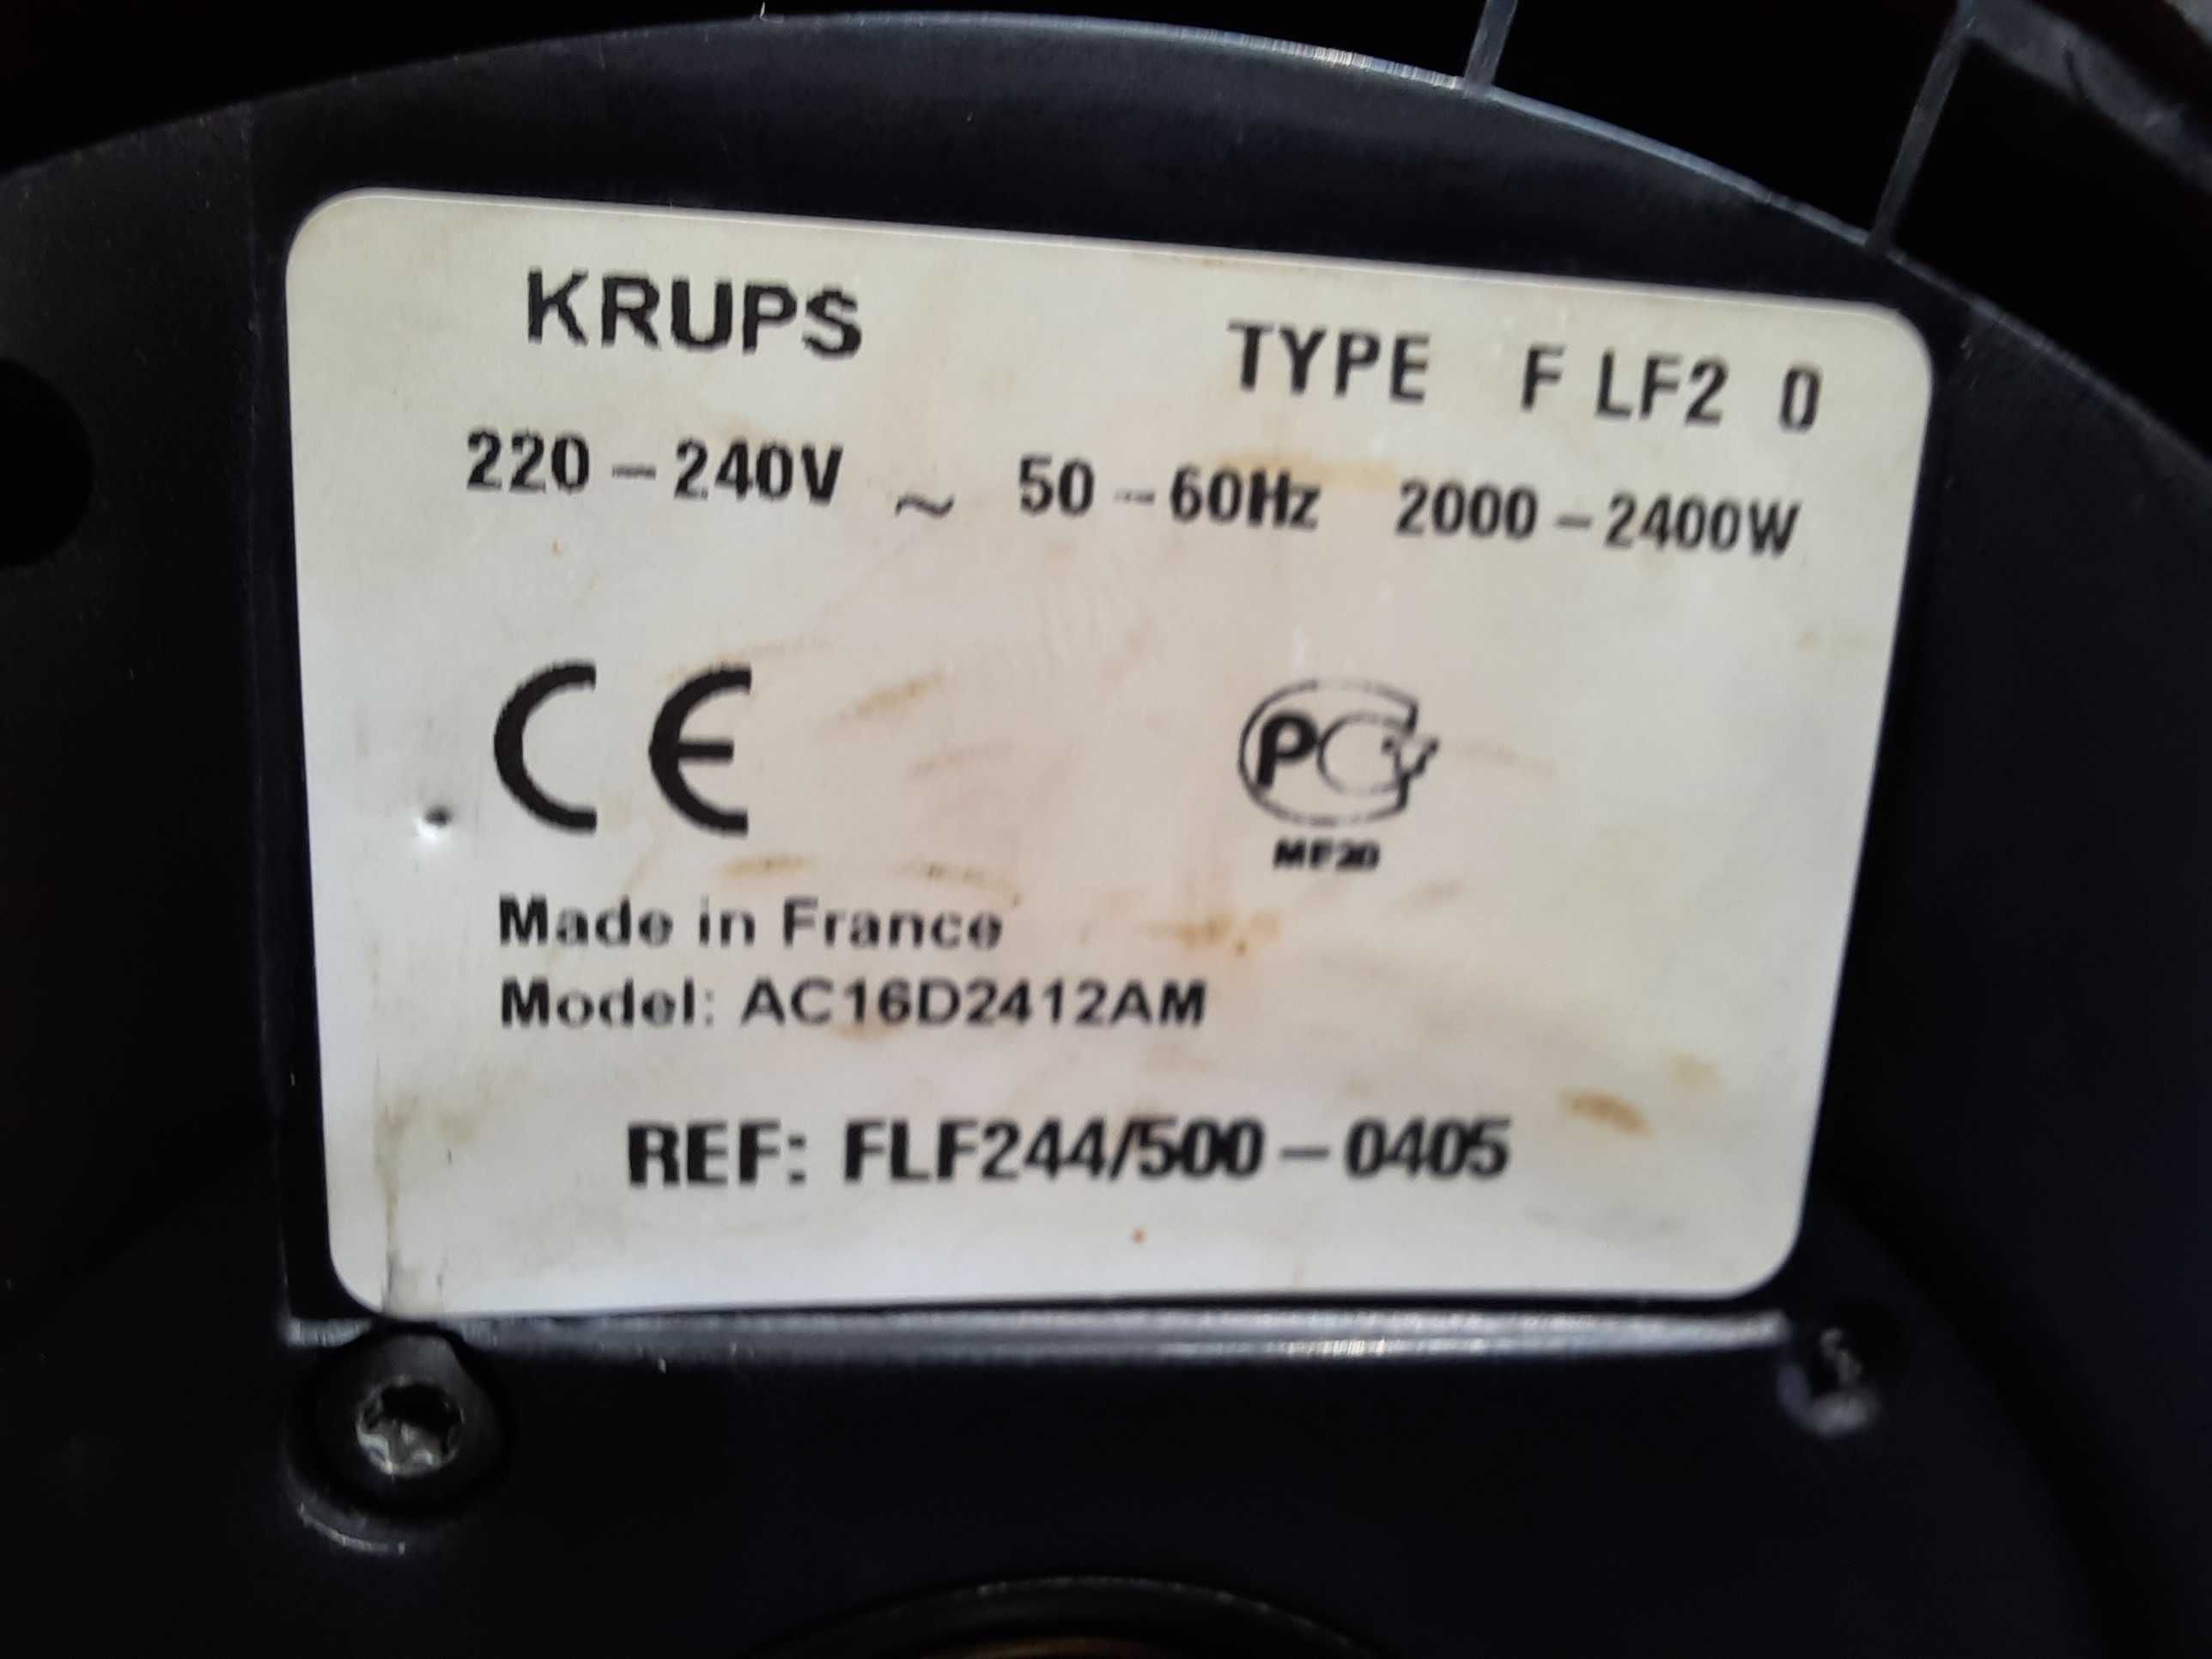 KRUPS TYPE F LF2 0
220-240V ~ 50-60Hz 2000-2400W
CE PC
ME20
Made in France
Model: AC16D2412AM
REF: FLF244/500-0405